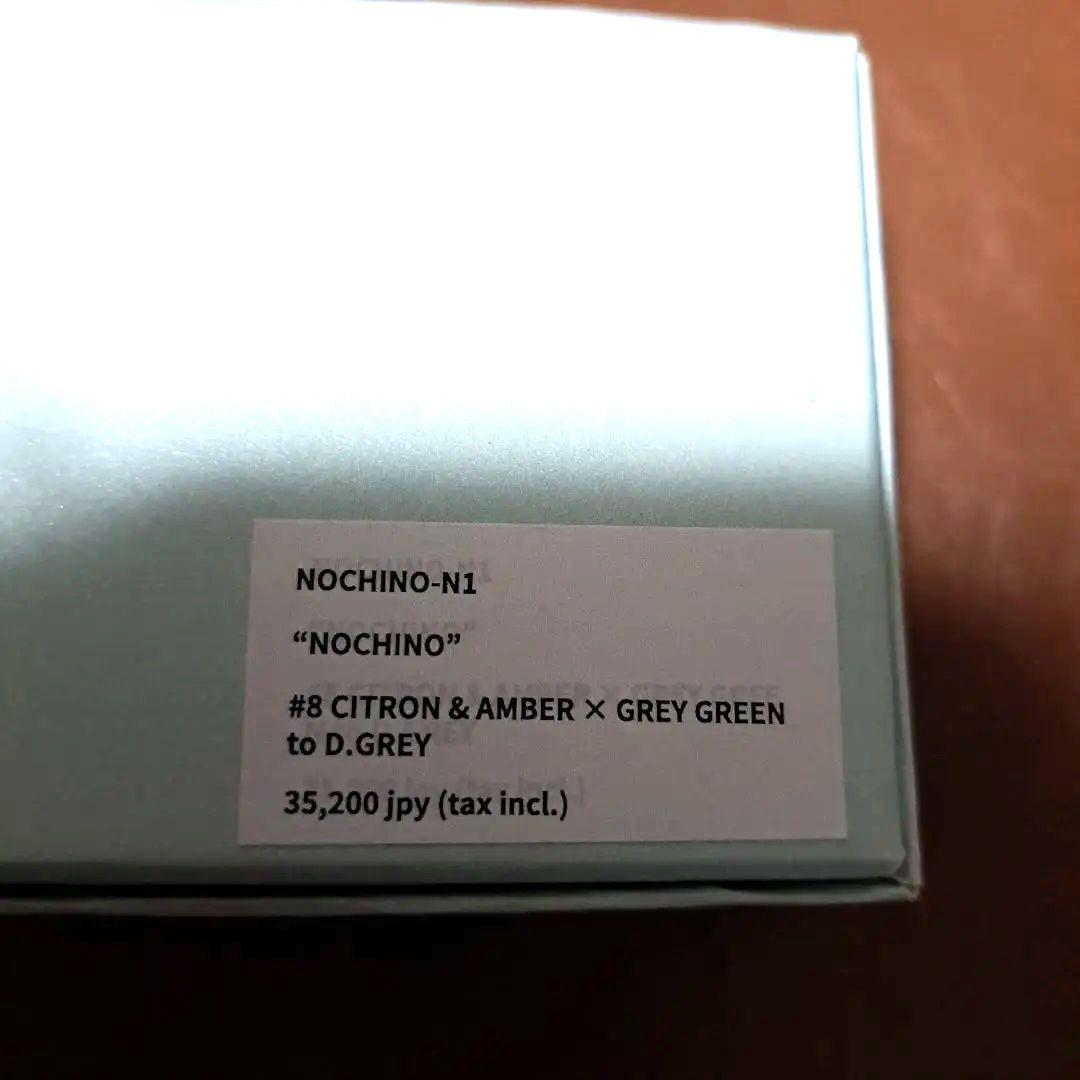 NOCHINO-N1
“NOCHINO”
#8 CITRON & AMBER × GREY GREEN
to D.GREY
35,200 jpy (tax incl.)